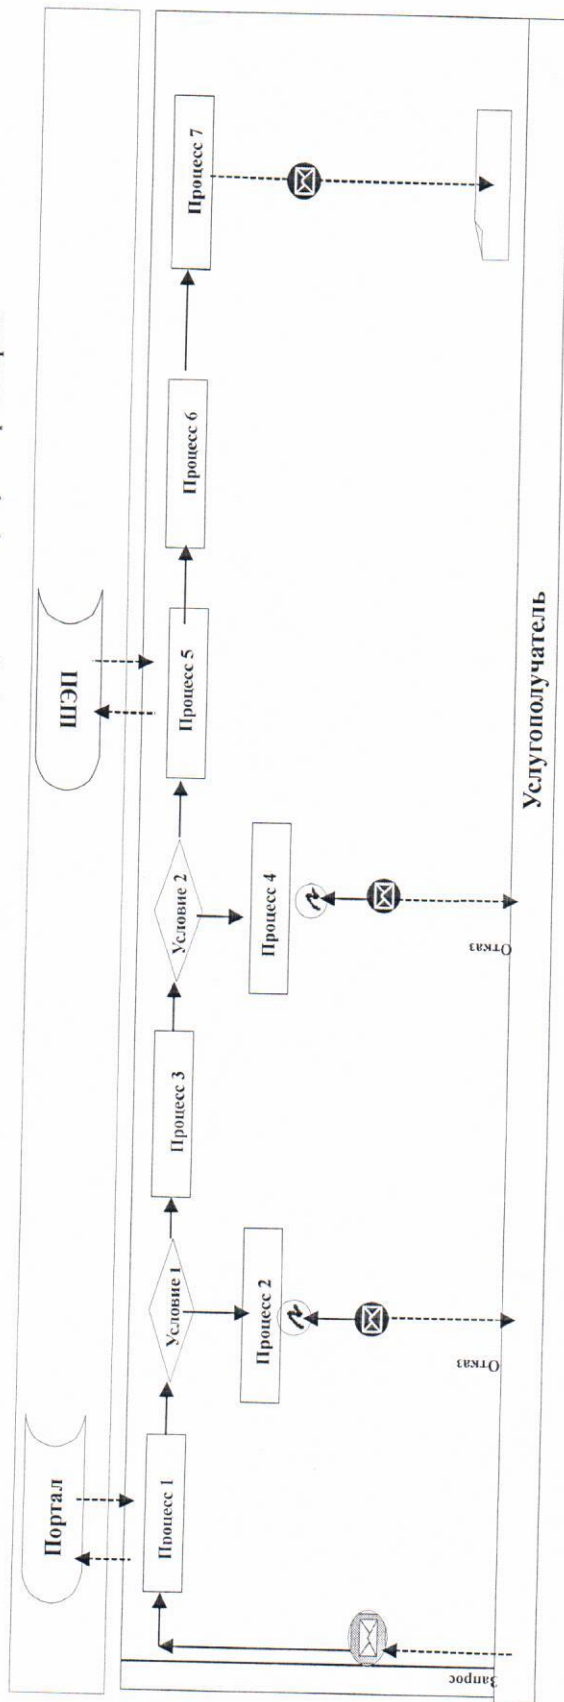 Портал
ПЭШ
Процесс 1
Условие 1
Процесс 3
Условие 2
Процесс 5
Процесс 6
Процесс 7
Процесс 2
Процесс 4
Запрос
Отказ
Отказ
Услугополучатель